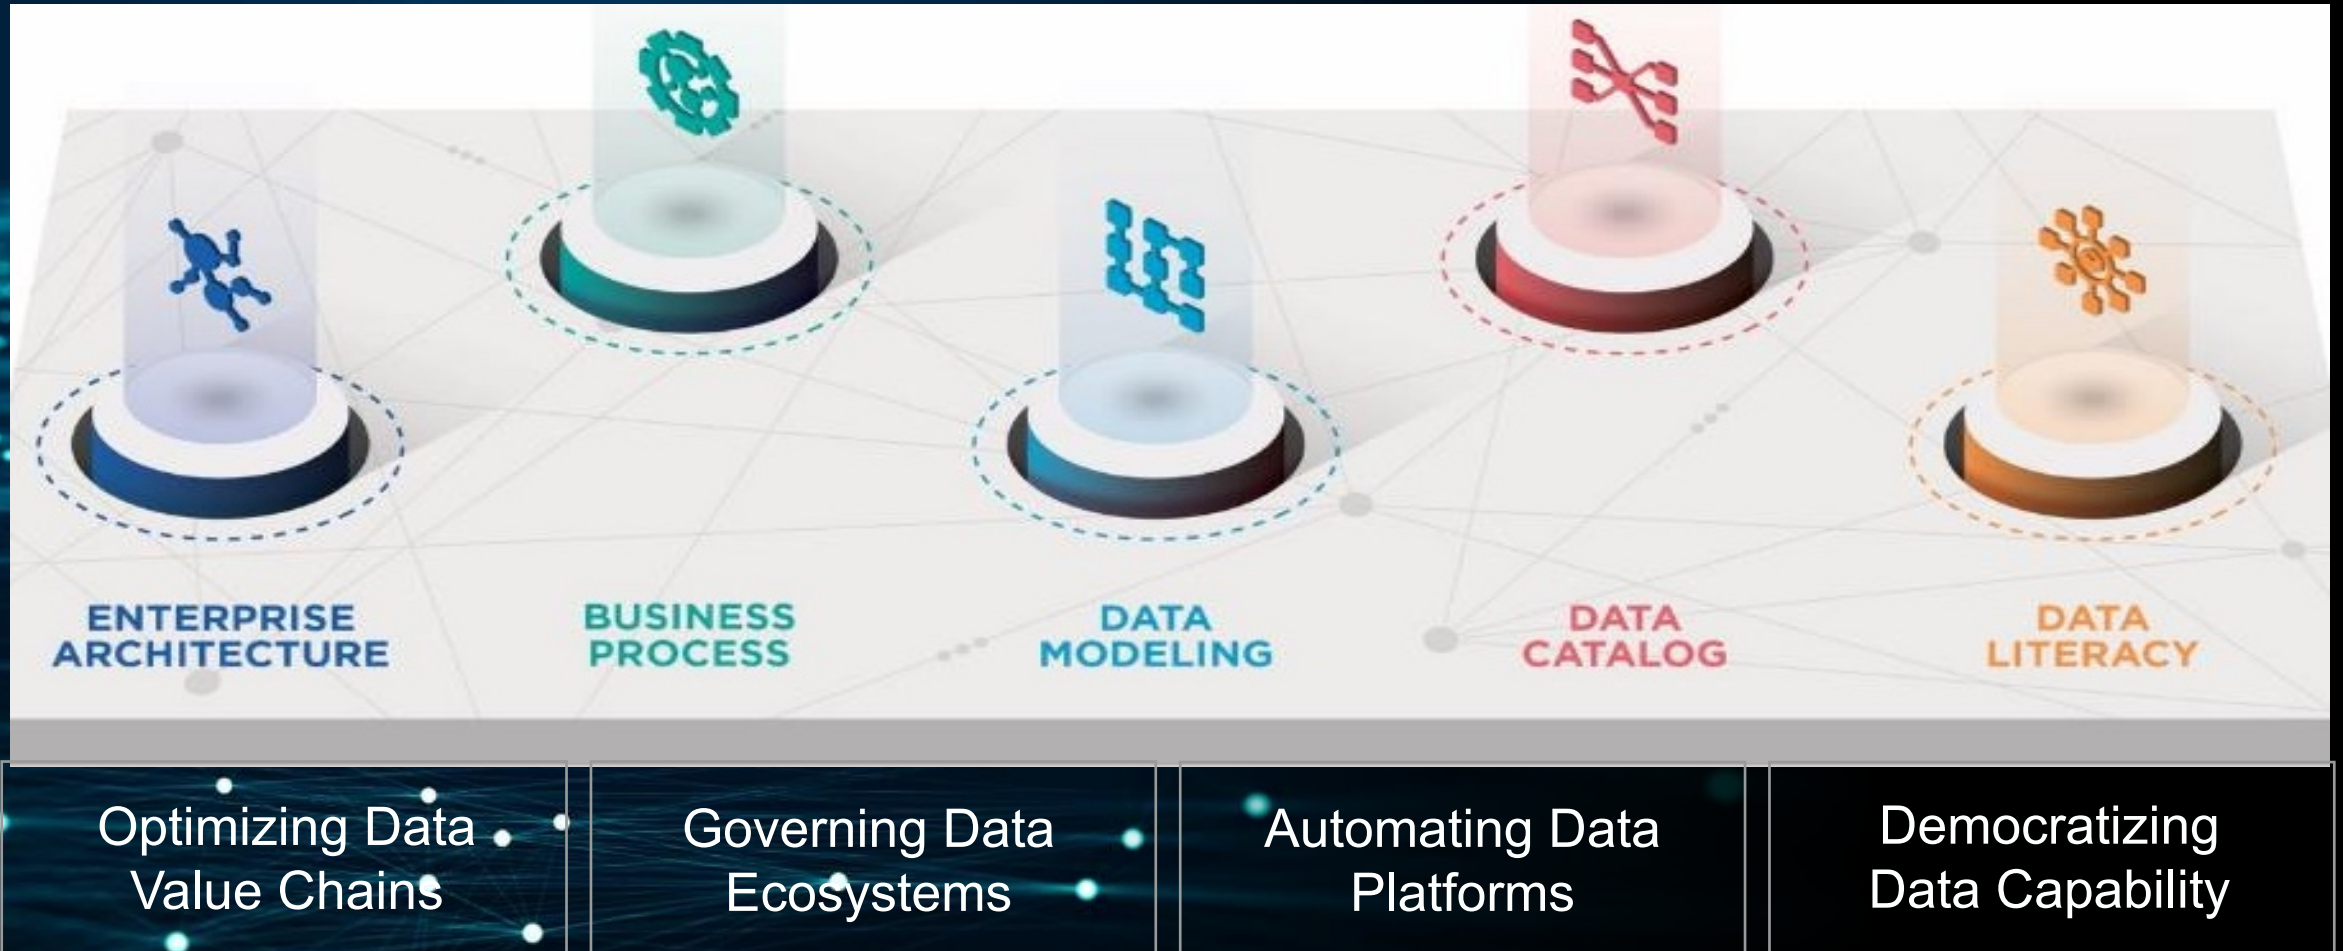 ENTERPRISE
ARCHITECTURE
BUSINESS
PROCESS
DATA
MODELING
DATA
CATALOG
DATA
LITERACY
Optimizing Data
Value Chains
Governing Data
Ecosystems
Automating Data
Platforms
Democratizing
Data Capability